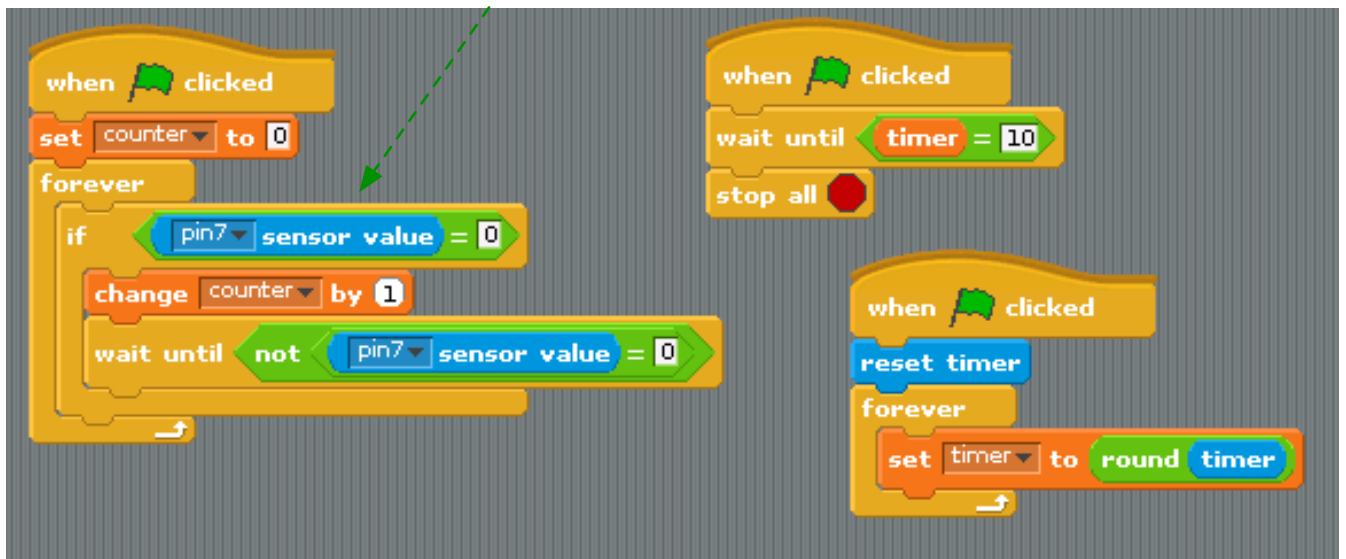 when clicked
set counter to 0
forever
if pin7 sensor value = 0
change counter by 1
wait until not pin7 sensor value = 0
when clicked
wait until timer = 10
stop all
when clicked
reset timer
forever
set timer to round timer